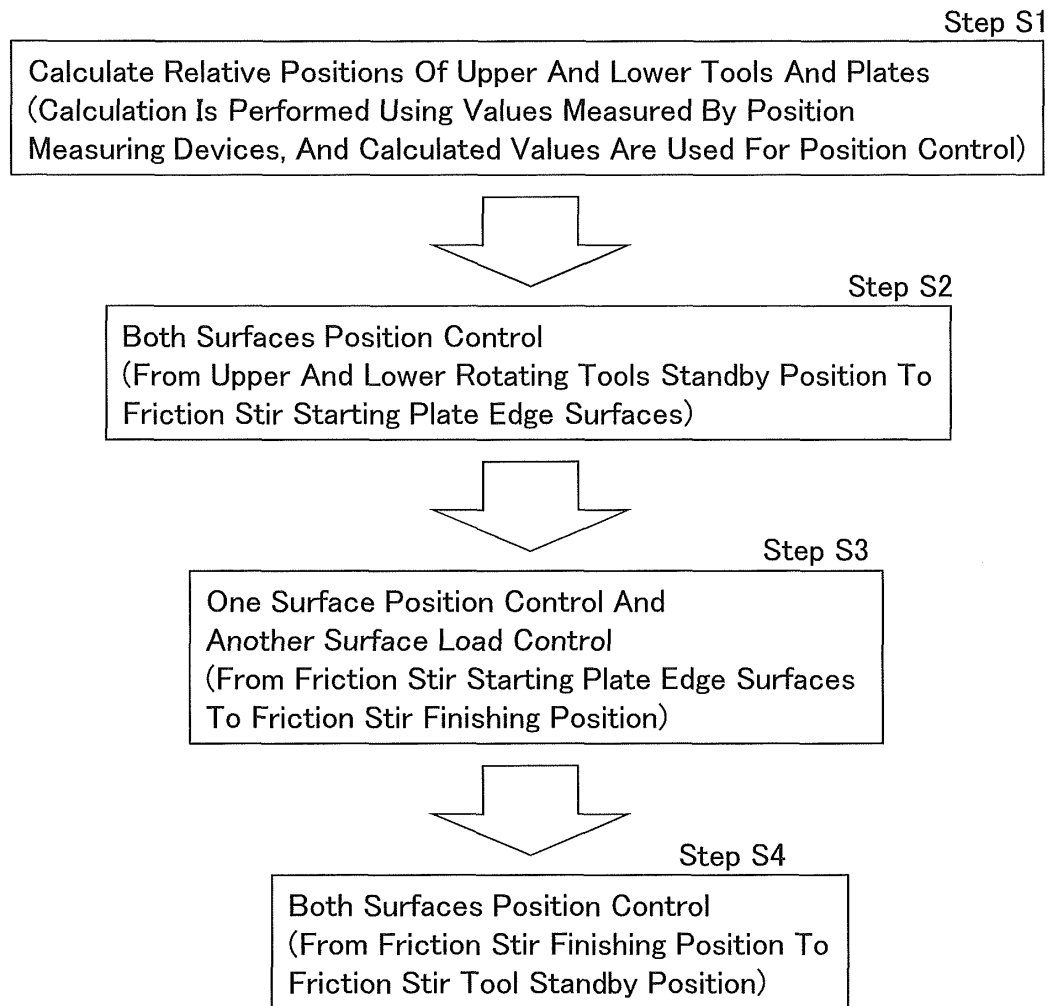 Step S1
Calculate Relative Positions Of Upper And Lower Tools And Plates
(Calculation Is Performed Using Values Measured By Position
Measuring Devices, And Calculated Values Are Used For Position Control)
Step S2
Both Surfaces Position Control
(From Upper And Lower Rotating Tools Standby Position To
Friction Stir Starting Plate Edge Surfaces)
Step S3
One Surface Position Control And
Another Surface Load Control
(From Friction Stir Starting Plate Edge Surfaces
To Friction Stir Finishing Position)
Step S4
Both Surfaces Position Control
(From Friction Stir Finishing Position To
Friction Stir Tool Standby Position)